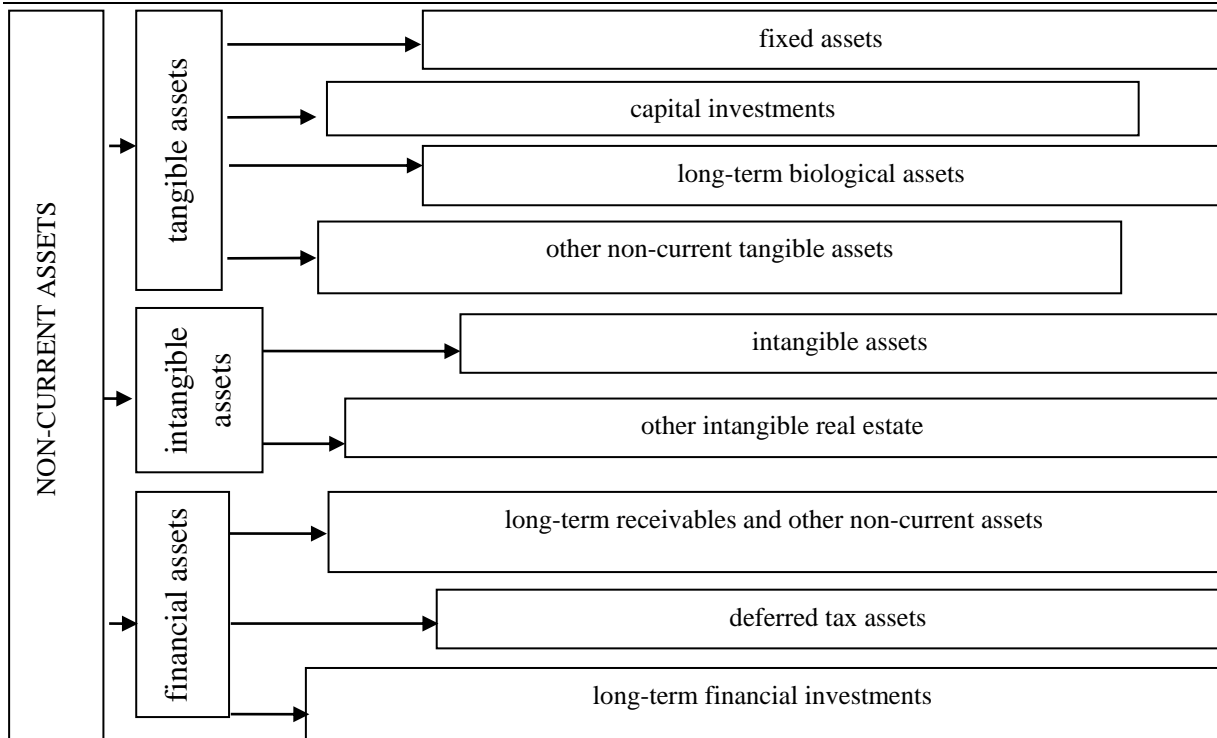 NON-CURRENT ASSETS
tangible assets
fixed assets
capital investments
long-term biological assets
other non-current tangible assets
intangible
assets
intangible assets
other intangible real estate
financial assets
long-term receivables and other non-current assets
deferred tax assets
long-term financial investments